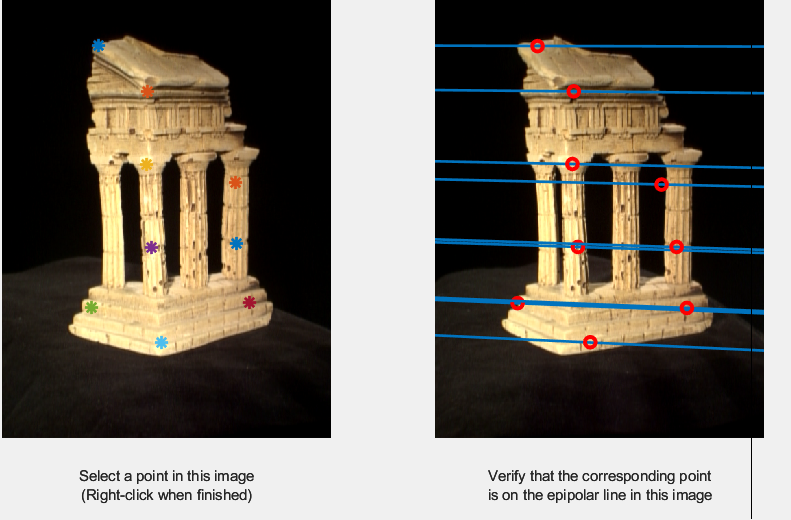 Select a point in this image
(Right-click when finished)
Verify that the corresponding point
is on the epipolar line in this image